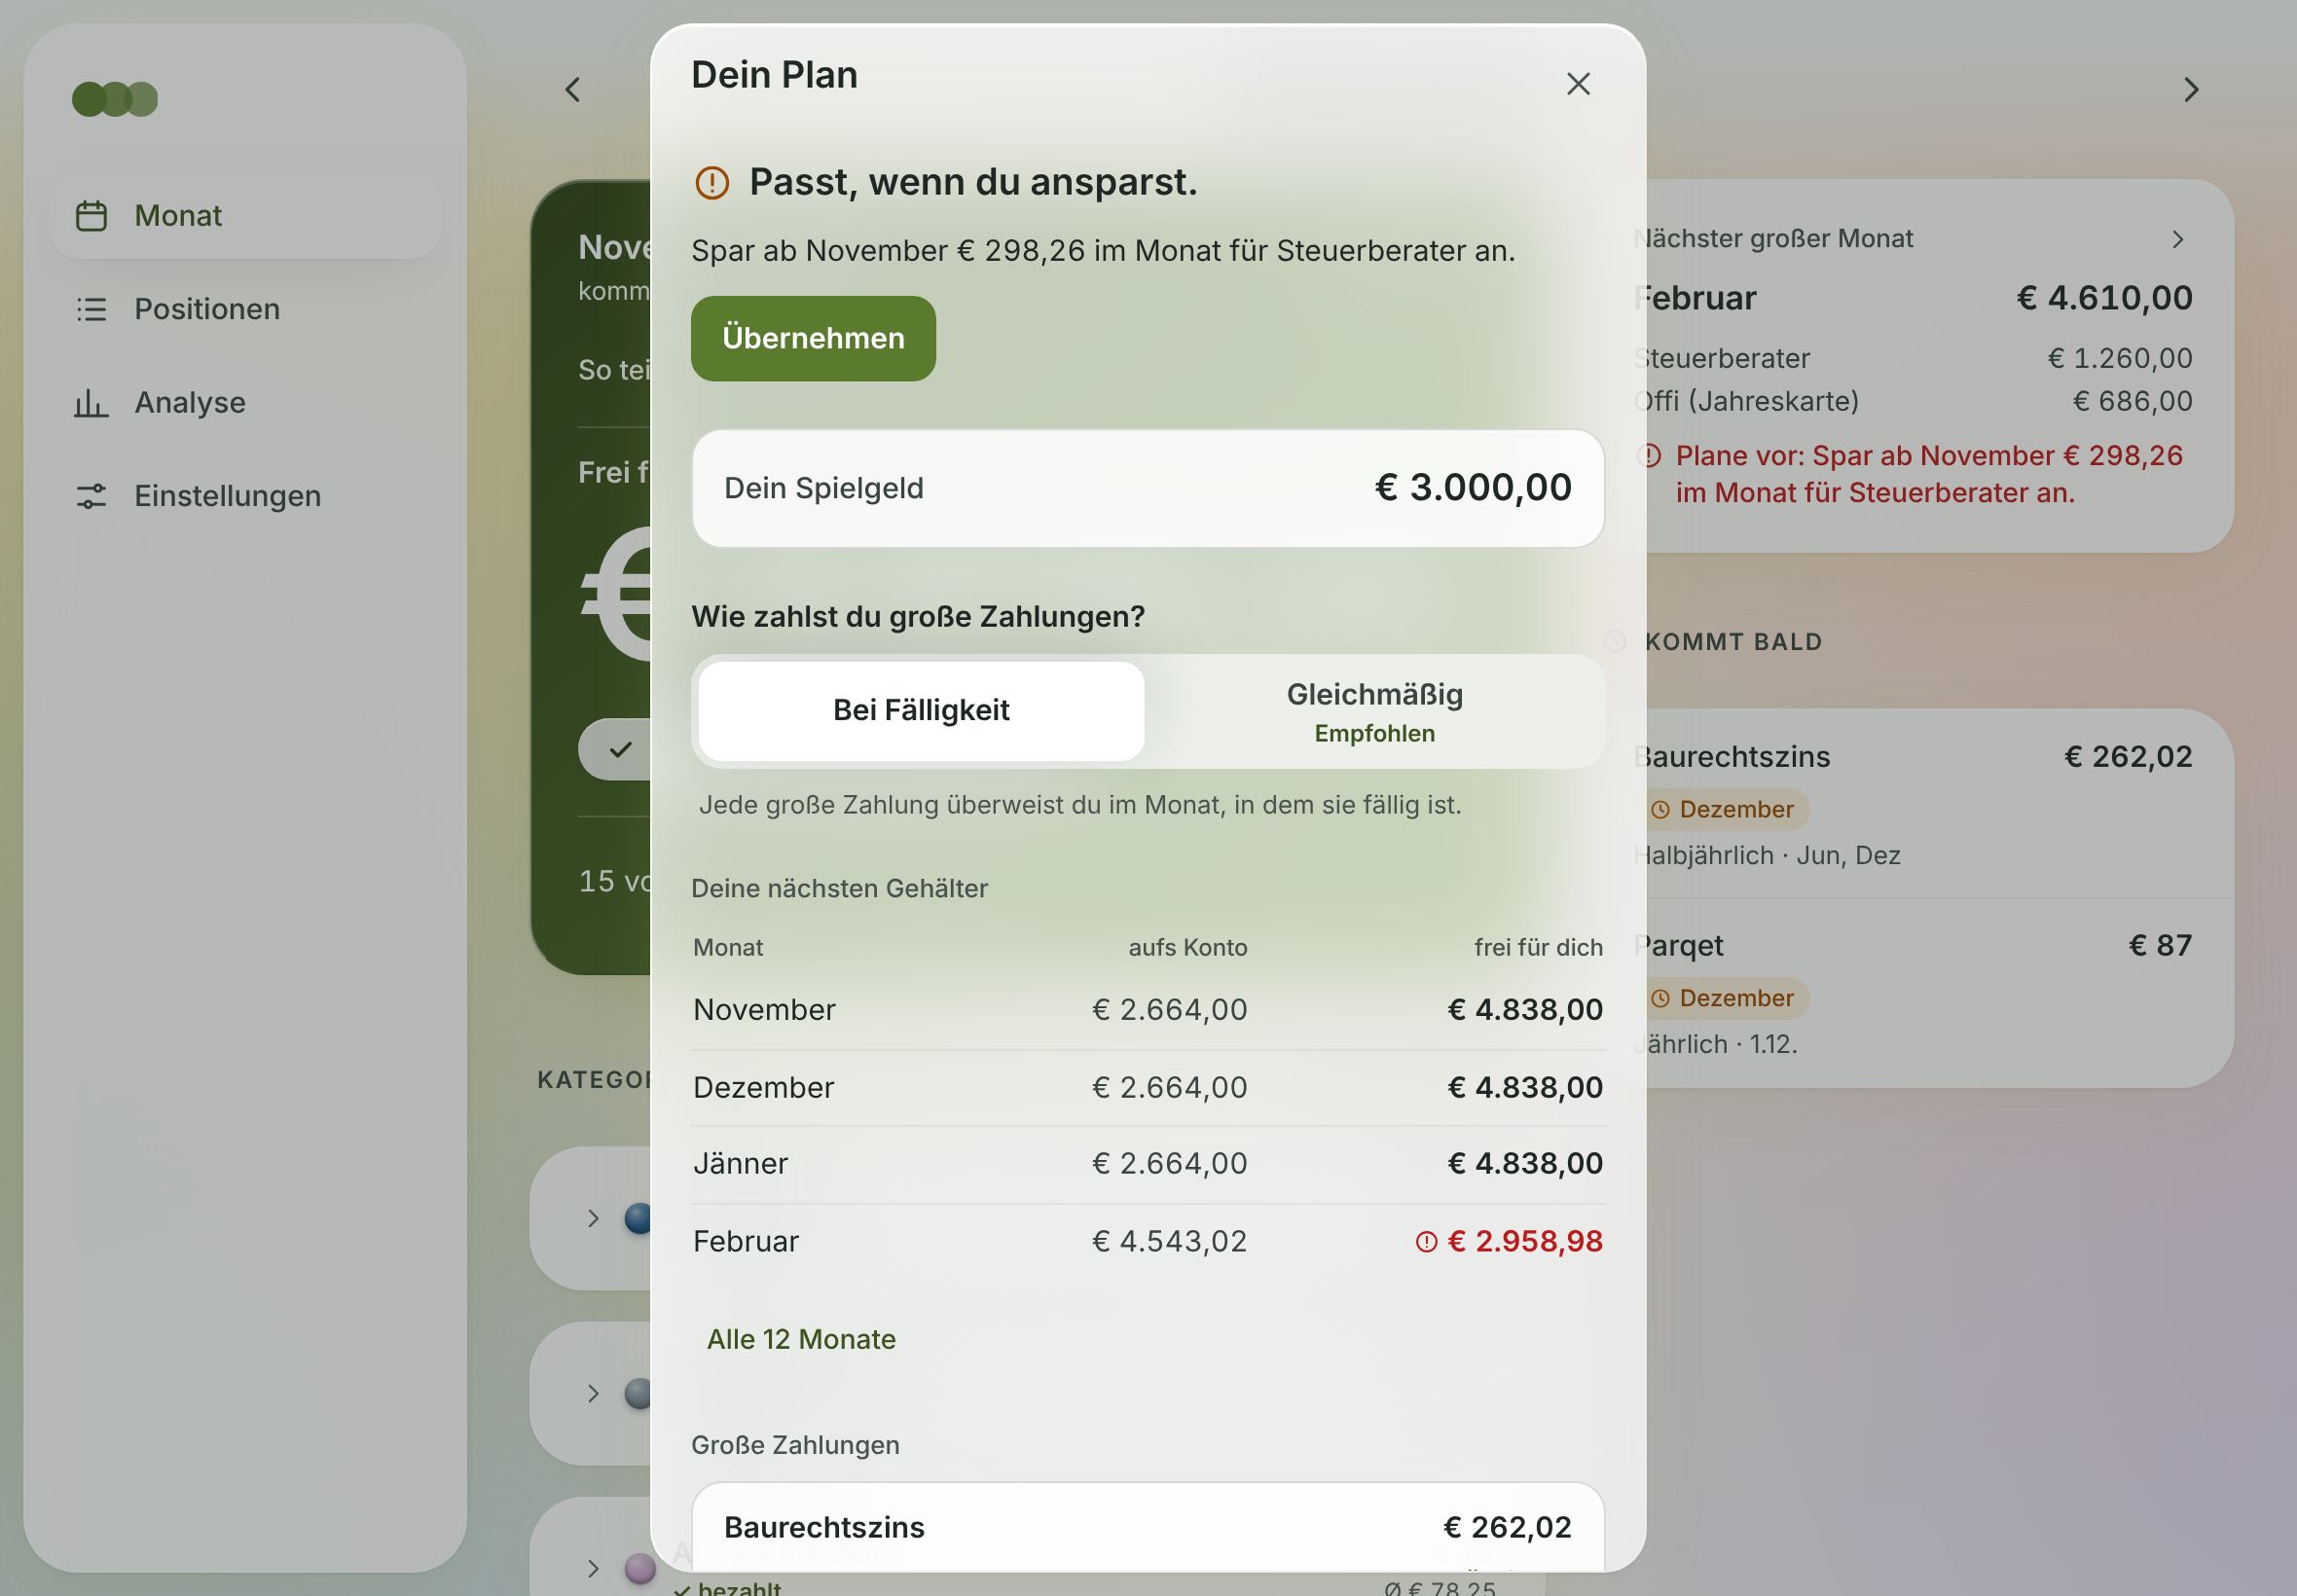 Monat
Positionen
Analyse
Einstellungen
komm
So
Frei
€
15
Dein Plan
Passt, wenn du ansparst.
Spar ab November € 298,26 im Monat für Steuerberater an.
Übernehmen
Dein Spielgeld € 3.000,00
Wie zahlst du große Zahlungen?
Bei Fälligkeit
Gleichmäßig
Empfohlen
Jede große Zahlung überweist du im Monat, in dem sie fällig ist.
Deine nächsten Gehälter
Monat aufs Konto frei für dich
November € 2.664,00 € 4.838,00
Dezember € 2.664,00 € 4.838,00
Jänner € 2.664,00 € 4.838,00
Februar € 4.543,02 € 2.958,98
Alle 12 Monate
Große Zahlungen
Baurechtszins € 262,02
bezahlt Ø € 78,25
Nächster großer Monat
Februar € 4.610,00
Steuerberater € 1.260,00
Öffi (Jahreskarte) € 686,00
Plane vor: Spar ab November € 298,26
im Monat für Steuerberater an.
KOMMT BALD
Baurechtszins € 262,02
Dezember
Halbjährlich · Jun, Dez
Parqet € 87
Dezember
Jährlich · 1.12.